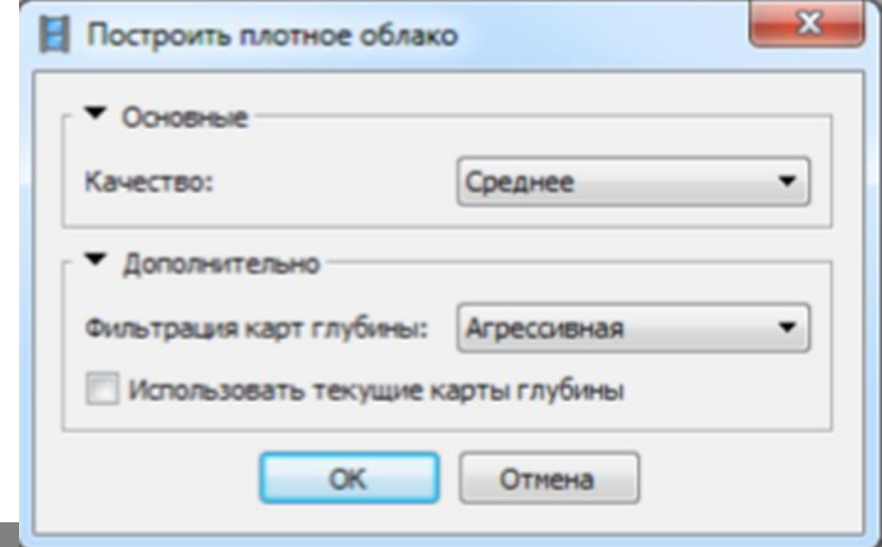 Построить плотное облако
Основные
Качество: Среднее
Дополнительно
Фильтрация карт глубины: Агрессивная
Использовать текущие карты глубины
OK Отмена